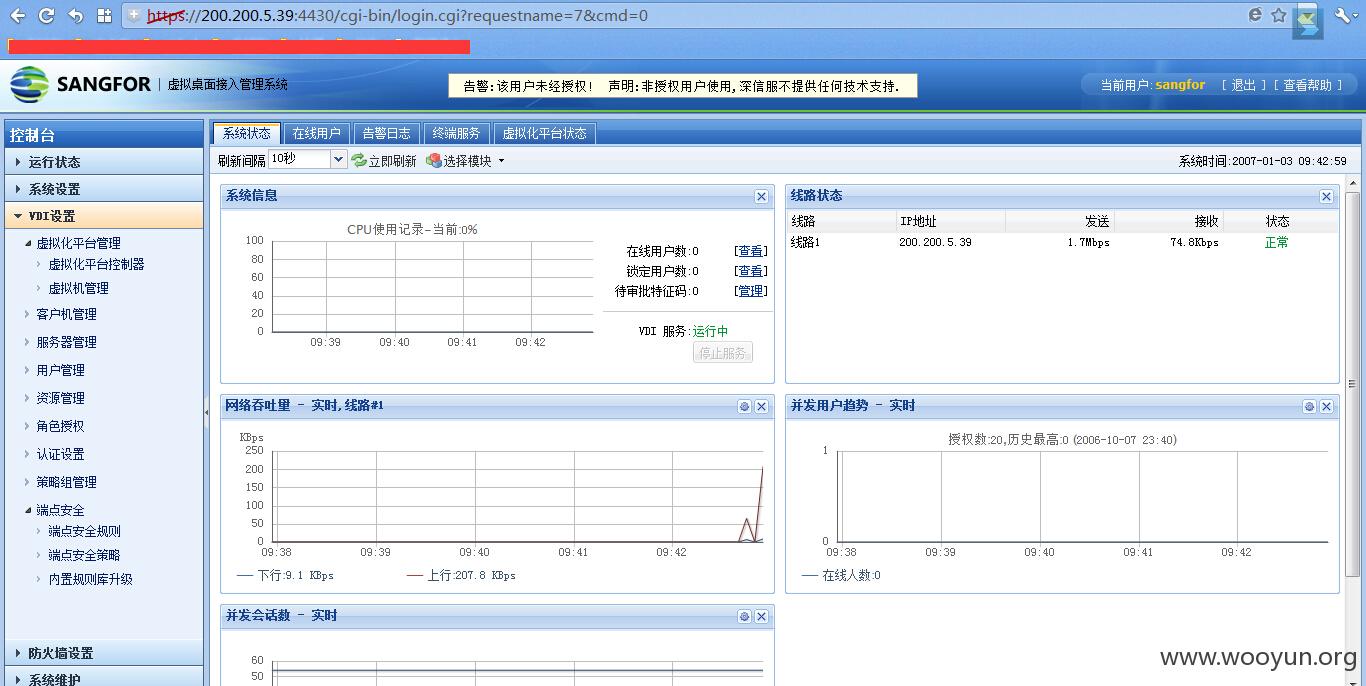 https://200.200.5.39:4430/cgi-bin/login.cgi?requestname=7&cmd=0
SANGFOR | 虚拟桌面接入管理系统
告警:该用户未经授权! 声明:非授权用户使用,深信服不提供任何技术支持.
当前用户:sangfor [ 退出 ] [ 查看帮助 ]
控制台
运行状态
系统设置
VDI设置
虚拟化平台管理
虚拟化平台控制器
虚拟机管理
客户机管理
服务器管理
用户管理
资源管理
角色授权
认证设置
策略组管理
端点安全
端点安全规则
端点安全策略
内置规则库升级
防火墙设置
系统维护
系统状态 在线用户 告警日志 终端服务 虚拟化平台状态
刷新间隔 10秒 立即刷新 选择模块 系统时间:2007-01-03 09:42:59
系统信息
CPU使用记录-当前:0%
100
80
60
40
20
0
09:39 09:40 09:41 09:42
在线用户数:0 [查看]
锁定用户数:0 [查看]
待审批特征码:0 [管理]
VDI 服务:运行中
停止服务
线路状态
线路 IP地址 发送 接收 状态
线路1 200.200.5.39 1.7Mbps 74.8Kbps 正常
网络吞吐量 - 实时,线路#1
KBps
250
200
150
100
50
0
09:38 09:39 09:40 09:41 09:42
下行:9.1 KBps 上行:207.8 KBps
并发用户趋势 - 实时
授权数:20,历史最高:0 (2006-10-07 23:40)
1
0
09:38 09:39 09:40 09:41 09:42
在线人数:0
并发会话数 - 实时
60
50
www.wooyun.org